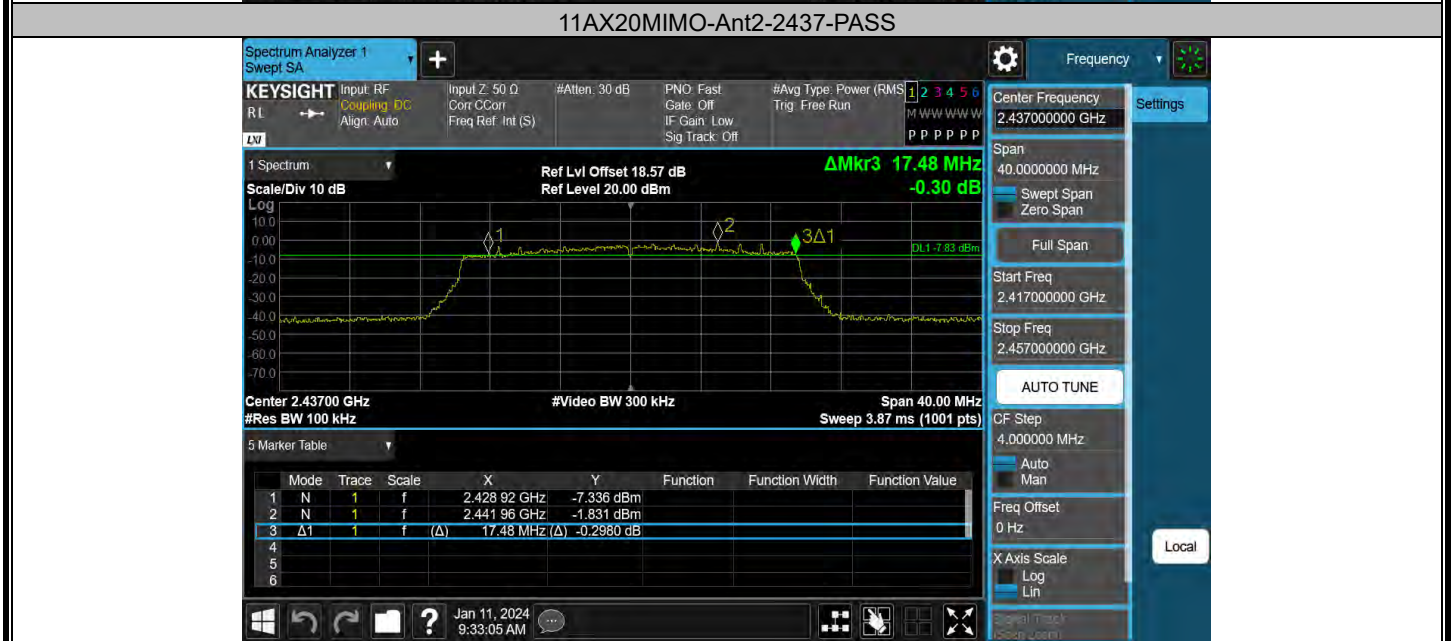 11AX20MIMO-Ant2-2437-PASS
Spectrum Analyzer 1
Swept SA
+
Frequency
KEYSIGHT Input: RF Input Z: 50 Ω #Atten: 30 dB PNO: Fast #Avg Type: Power (RMS 1 2 3 4 5 6
RL Coupling: DC Corr CCorr Gate: Off Trig: Free Run
Align: Auto Freq Ref: Int (S) IF Gain: Low M W W W W W
LXI Sig Track: Off P P P P P P
Center Frequency
2.437000000 GHz
Settings
1 Spectrum
Ref Lvl Offset 18.57 dB
ΔMkr3 17.48 MHz
Scale/Div 10 dB
Ref Level 20.00 dBm
-0.30 dB
Log
10.0
0.00
-10.0
-20.0
-30.0
-40.0
-50.0
-60.0
-70.0
1
2
3Δ1
DL1 -7.83 dBm
Center 2.43700 GHz #Video BW 300 kHz Span 40.00 MHz
#Res BW 100 kHz Sweep 3.87 ms (1001 pts)
Span
40.0000000 MHz
Swept Span
Zero Span
Full Span
Start Freq
2.417000000 GHz
Stop Freq
2.457000000 GHz
AUTO TUNE
CF Step
4.000000 MHz
Auto
Man
Freq Offset
0 Hz
X Axis Scale
Log
Lin
Signal Track
(Span Zoom)
Local
5 Marker Table
Mode Trace Scale X Y Function Function Width Function Value
1 N 1 f 2.428 92 GHz -7.336 dBm
2 N 1 f 2.441 96 GHz -1.831 dBm
3 Δ1 1 f (Δ) 17.48 MHz (Δ) -0.2980 dB
4
5
6
?
Jan 11, 2024
9:33:05 AM